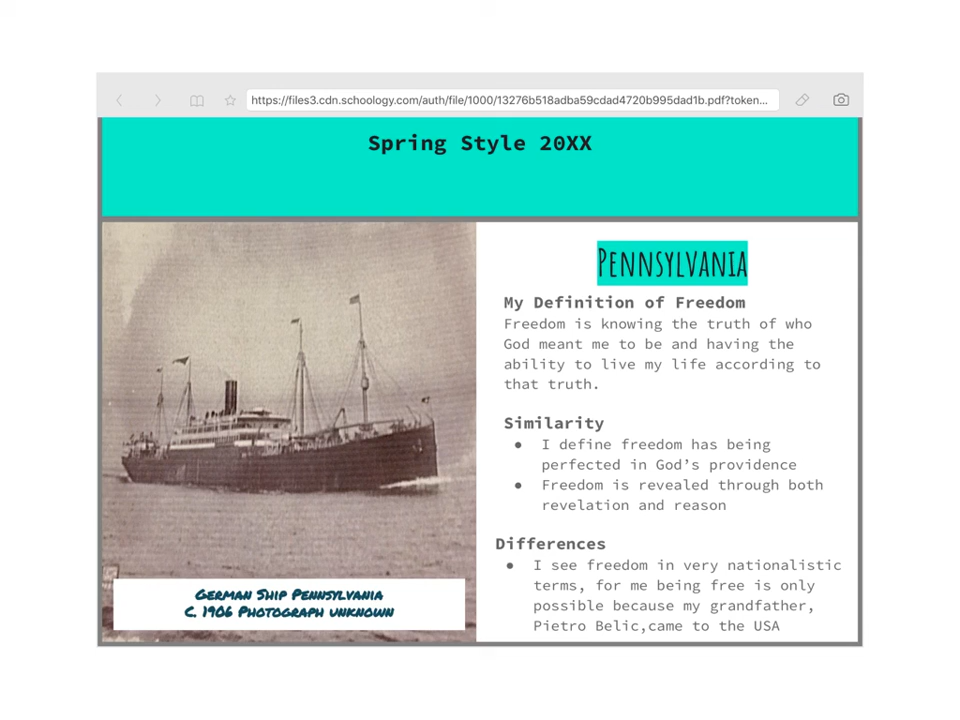 https://files3.cdn.schoology.com/auth/file/1000/13276b518adba59cdad4720b995dad1b.pdf?token...
Spring Style 20XX
Pennsylvania
My Definition of Freedom
Freedom is knowing the truth of who
God meant me to be and having the
ability to live my life according to
that truth.
Similarity
● I define freedom has being
perfected in God’s providence
● Freedom is revealed through both
revelation and reason
Differences
● I see freedom in very nationalistic
terms, for me being free is only
possible because my grandfather,
Pietro Belic,came to the USA
German Ship Pennsylvania
C. 1906 Photograph unknown